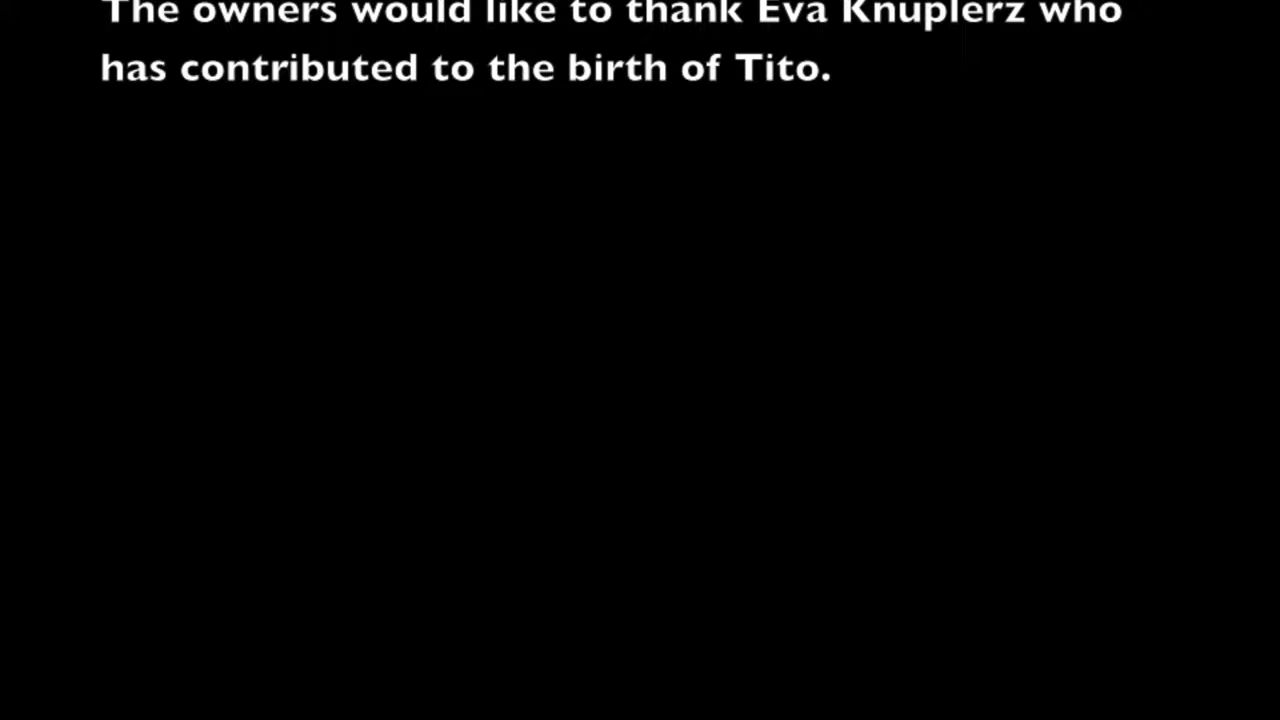 The owners would like to thank Eva Knuplerz who
has contributed to the birth of Tito.